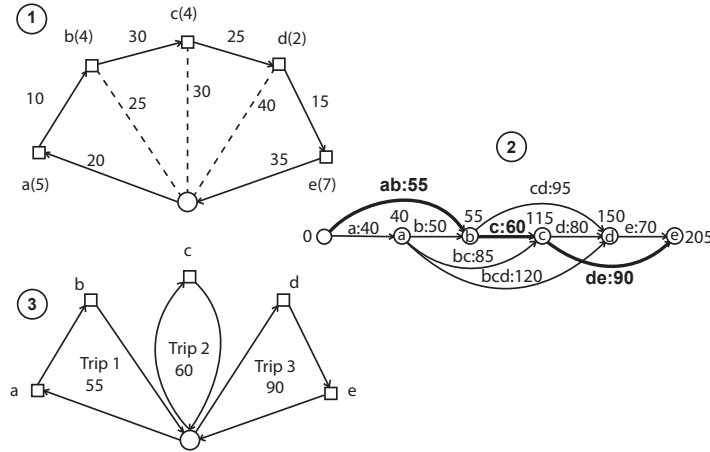 1
c(4)
b(4)
30
25
d(2)
10
25
30
40
15
20
35
a(5)
e(7)
2
ab:55
cd:95
0
a:40
40
a
b:50
55
b
c:60
115
c
d:80
150
d
e:70
e
205
bc:85
bcd:120
de:90
3
c
b
d
Trip 1
55
Trip 2
60
Trip 3
90
a
e